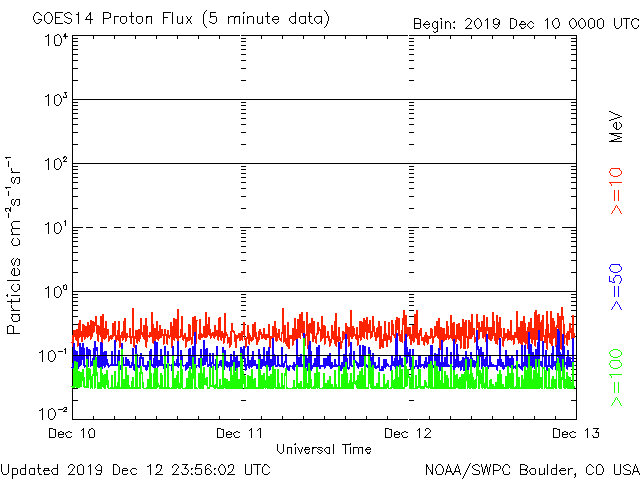 GOES14 Proton Flux (5 minute data)
Begin: 2019 Dec 10 0000 UTC
10⁴
10³
10²
10¹
10⁰
10⁻¹
10⁻²
Particles cm⁻²s⁻¹sr⁻¹
MeV
>=10
>=50
>=100
Dec 10
Dec 11
Dec 12
Dec 13
Universal Time
Updated 2019 Dec 12 23:56:02 UTC
NOAA/SWPC Boulder, CO USA